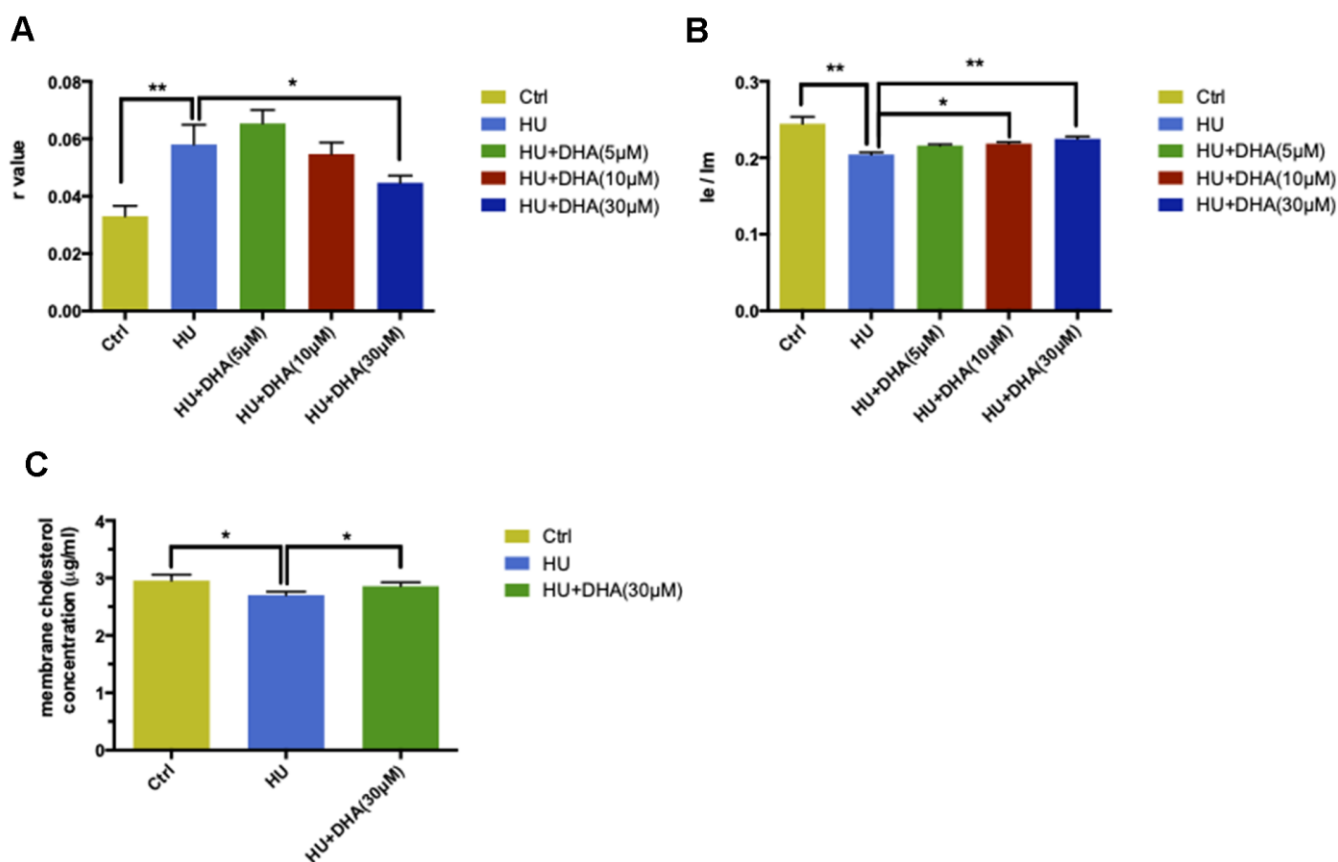 A
r value
0.08
0.06
0.04
0.02
0.00
**
*
Ctrl
HU
HU+DHA(5µM)
HU+DHA(10µM)
HU+DHA(30µM)
Ctrl
HU
HU+DHA(5µM)
HU+DHA(10µM)
HU+DHA(30µM)
B
Ie / Im
0.3
0.2
0.1
0.0
**
**
*
Ctrl
HU
HU+DHA(5µM)
HU+DHA(10µM)
HU+DHA(30µM)
Ctrl
HU
HU+DHA(5µM)
HU+DHA(10µM)
HU+DHA(30µM)
C
membrane cholesterol
concentration (µg/ml)
4
3
2
1
0
*
*
Ctrl
HU
HU+DHA(30µM)
Ctrl
HU
HU+DHA(30µM)